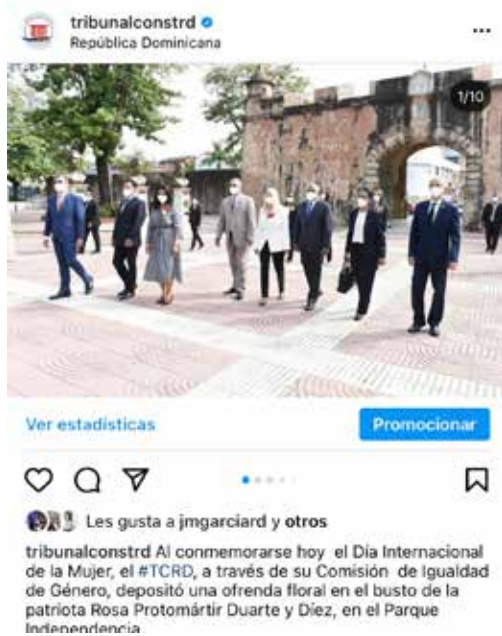 tribunalconstrd
República Dominicana
1/10
Ver estadísticas
Promocionar
Les gusta a jmgarciard y otros
tribunalconstrd Al conmemorarse hoy el Día Internacional
de la Mujer, el #TCRD, a través de su Comisión de Igualdad
de Género, depositó una ofrenda floral en el busto de la
patriota Rosa Protomártir Duarte y Díez, en el Parque
Independencia.